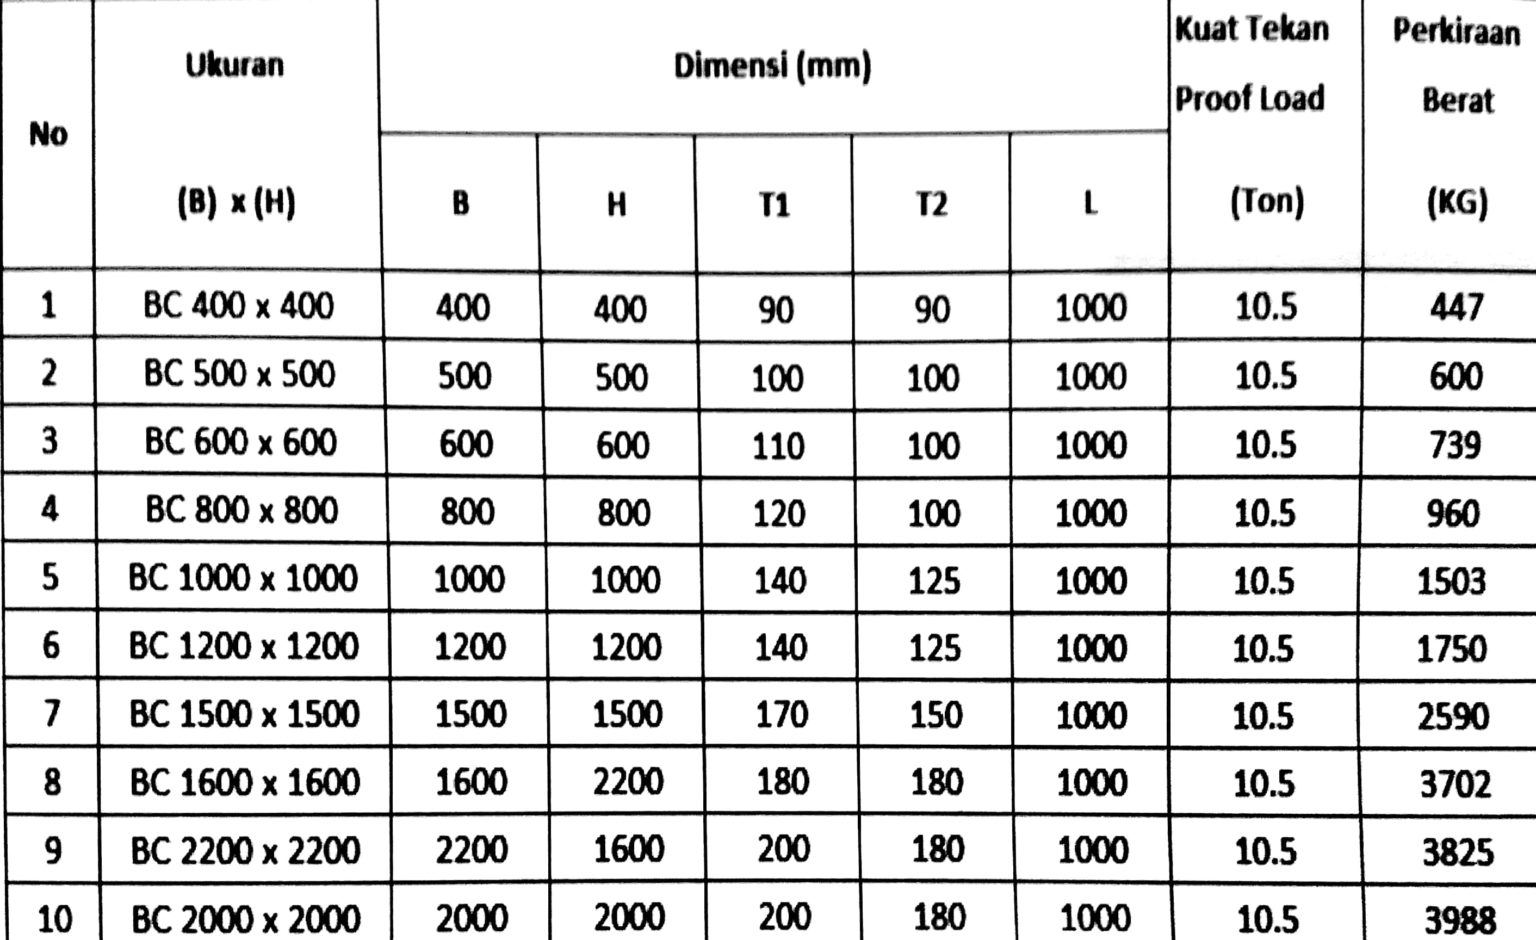 No Ukuran (B) x (H) Dimensi (mm) Kuat Tekan Proof Load (Ton) Perkiraan Berat (KG)
B H T1 T2 L
1 BC 400 x 400 400 400 90 90 1000 10.5 447
2 BC 500 x 500 500 500 100 100 1000 10.5 600
3 BC 600 x 600 600 600 110 100 1000 10.5 739
4 BC 800 x 800 800 800 120 100 1000 10.5 960
5 BC 1000 x 1000 1000 1000 140 125 1000 10.5 1503
6 BC 1200 x 1200 1200 1200 140 125 1000 10.5 1750
7 BC 1500 x 1500 1500 1500 170 150 1000 10.5 2590
8 BC 1600 x 1600 1600 2200 180 180 1000 10.5 3702
9 BC 2200 x 2200 2200 1600 200 180 1000 10.5 3825
10 BC 2000 x 2000 2000 2000 200 180 1000 10.5 3988